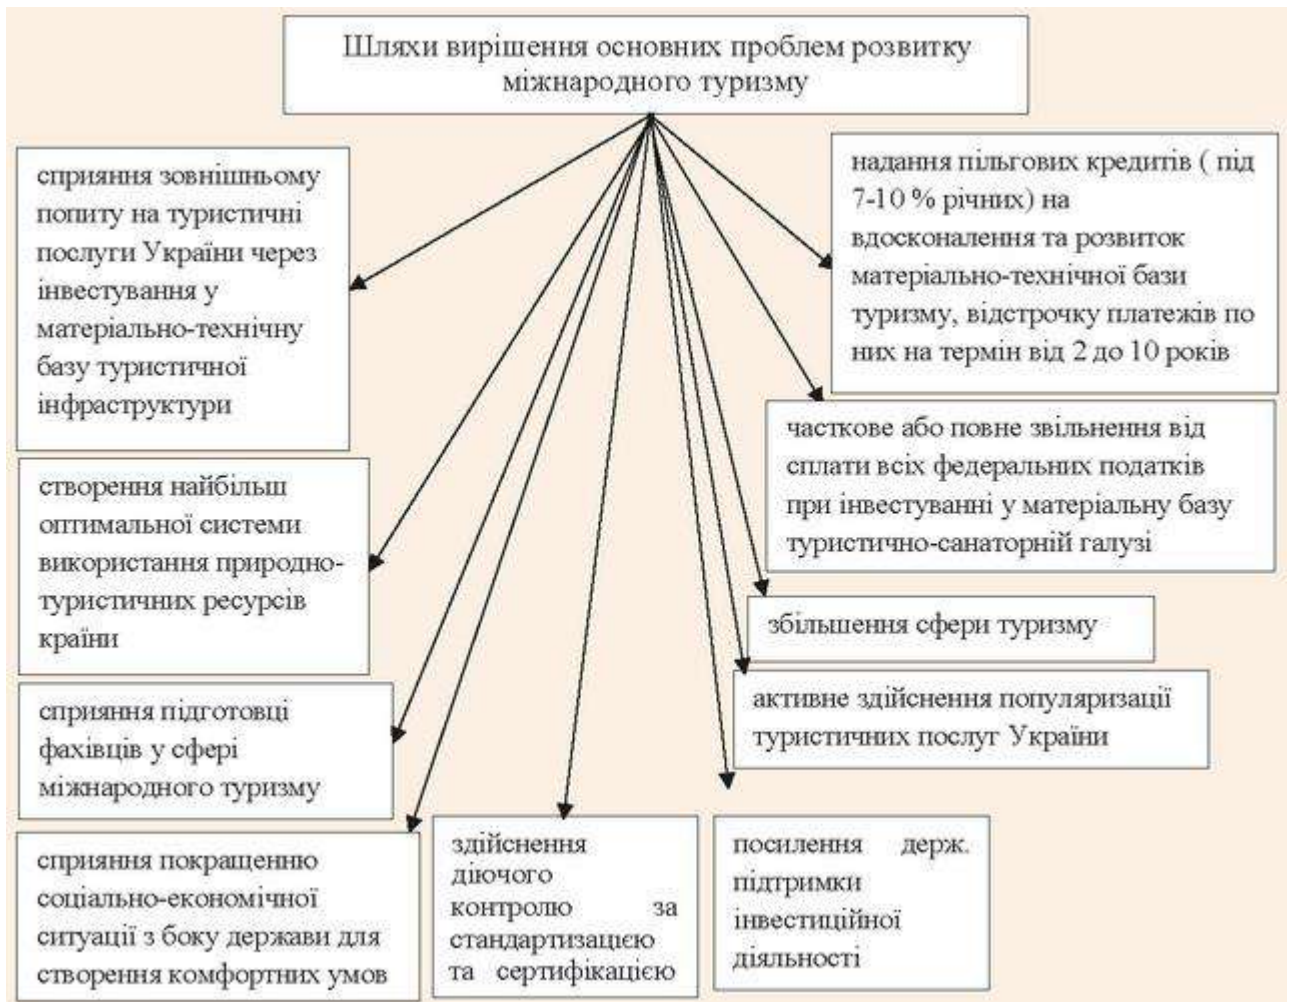 Шляхи вирішення основних проблем розвитку
міжнародного туризму
сприяння зовнішньому
попиту на туристичні
послуги України через
інвестування у
матеріально-технічну
базу туристичної
інфраструктури
створення найбільш
оптимальної системи
використання природно-
туристичних ресурсів
країни
сприяння підготовці
фахівців у сфері
міжнародного туризму
сприяння покращенню
соціально-економічної
ситуації з боку держави для
створення комфортних умов
здійснення
діючого
контролю за
стандартизацією
та сертифікацією
посилення держ.
підтримки
інвестиційної
діяльності
активне здійснення популяризації
туристичних послуг України
збільшення сфери туризму
часткове або повне звільнення від
сплати всіх федеральних податків
при інвестуванні у матеріальну базу
туристично-санаторній галузі
надання пільгових кредитів ( під
7-10 % річних) на
вдосконалення та розвиток
матеріально-технічної бази
туризму, відстрочку платежів по
них на термін від 2 до 10 років